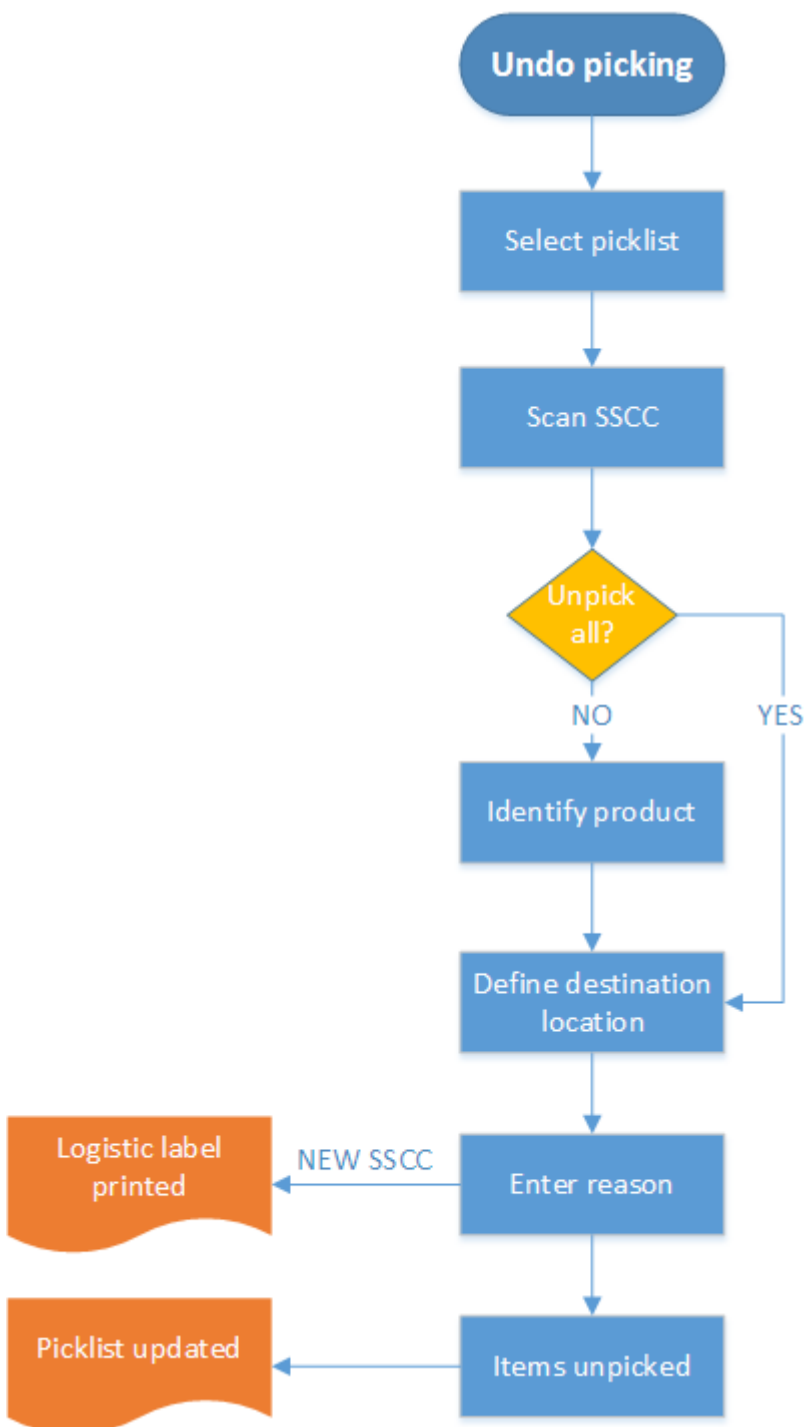 Undo picking
Select picklist
Scan SSCC
Unpick
all?
NO
YES
Identify product
Define destination
location
Logistic label
printed
NEW SSCC
Enter reason
Picklist updated
Items unpicked